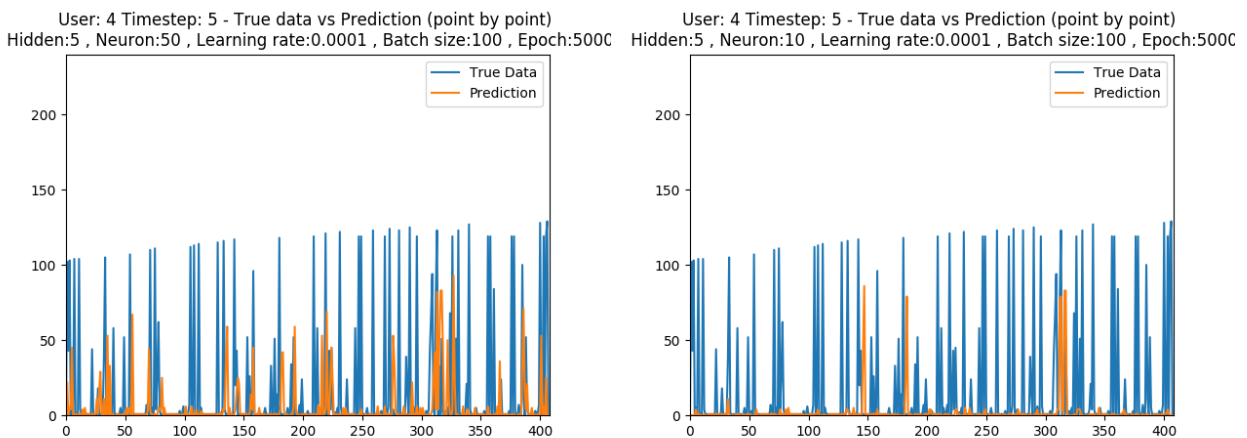 User: 4 Timestep: 5 - True data vs Prediction (point by point)
Hidden:5 , Neuron:50 , Learning rate:0.0001 , Batch size:100 , Epoch:5000
True Data
Prediction
200
150
100
50
0
0 50 100 150 200 250 300 350 400
User: 4 Timestep: 5 - True data vs Prediction (point by point)
Hidden:5 , Neuron:10 , Learning rate:0.0001 , Batch size:100 , Epoch:5000
True Data
Prediction
200
150
100
50
0
0 50 100 150 200 250 300 350 400